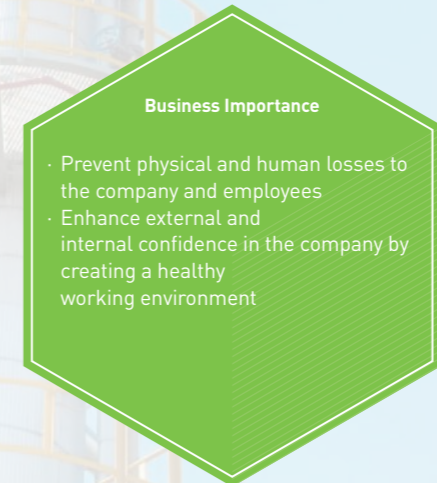 Business Importance
· Prevent physical and human losses to
the company and employees
· Enhance external and
internal confidence in the company by
creating a healthy
working environment